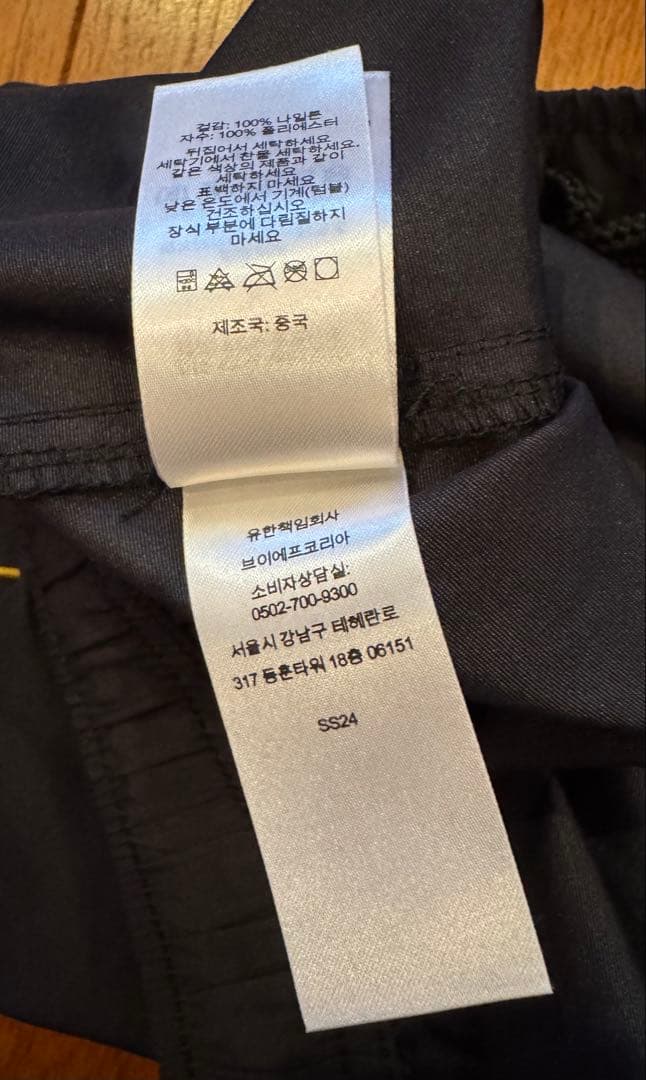 겉감: 100% 나일론
자수: 100% 폴리에스터
뒤집어서 세탁하세요
세탁기에서 찬물 세탁하세요.
같은 색상의 제품과 같이
세탁하세요
표백하지 마세요
낮은 온도에서 기계(텀블)
건조하십시오
장식 부분에 다림질하지
마세요
제조국: 중국
유한책임회사
브이에프코리아
소비자상담실:
0502-700-9300
서울시 강남구 테헤란로
317 동훈타워 18층 06151
SS24